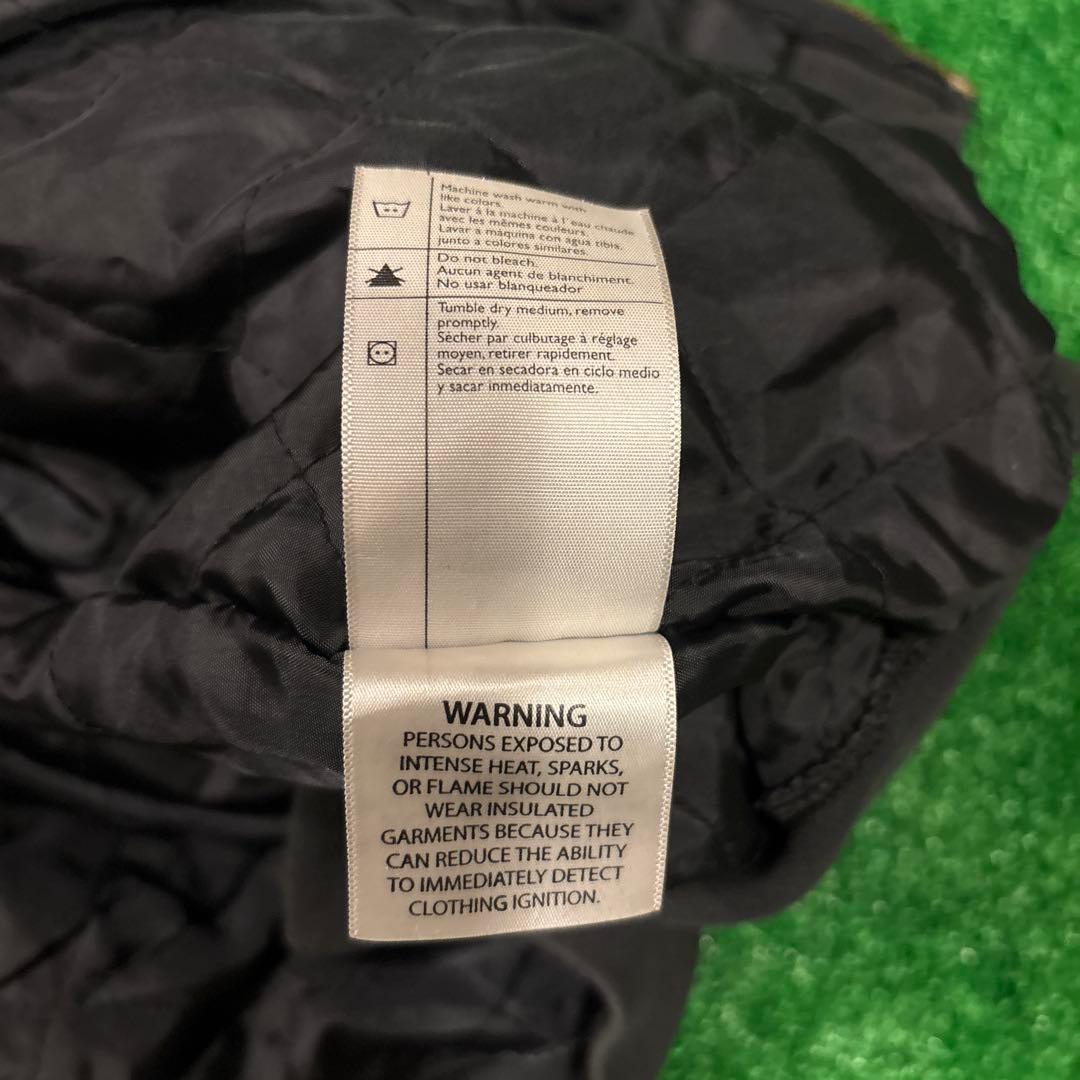 Machine wash warm with
like colors.
Laver à la machine à l'eau chaude
avec les mêmes couleurs.
Lavar a maquina con agua tibia,
junto a colores similares.
Do not bleach.
Aucun agent de blanchiment.
No usar blanqueador
Tumble dry medium, remove
promptly.
Sécher par culbutage à réglage
moyen, retirer rapidement.
Secar en secadora en ciclo medio
y sacar inmediatamente.
WARNING
PERSONS EXPOSED TO
INTENSE HEAT, SPARKS,
OR FLAME SHOULD NOT
WEAR INSULATED
GARMENTS BECAUSE THEY
CAN REDUCE THE ABILITY
TO IMMEDIATELY DETECT
CLOTHING IGNITION.